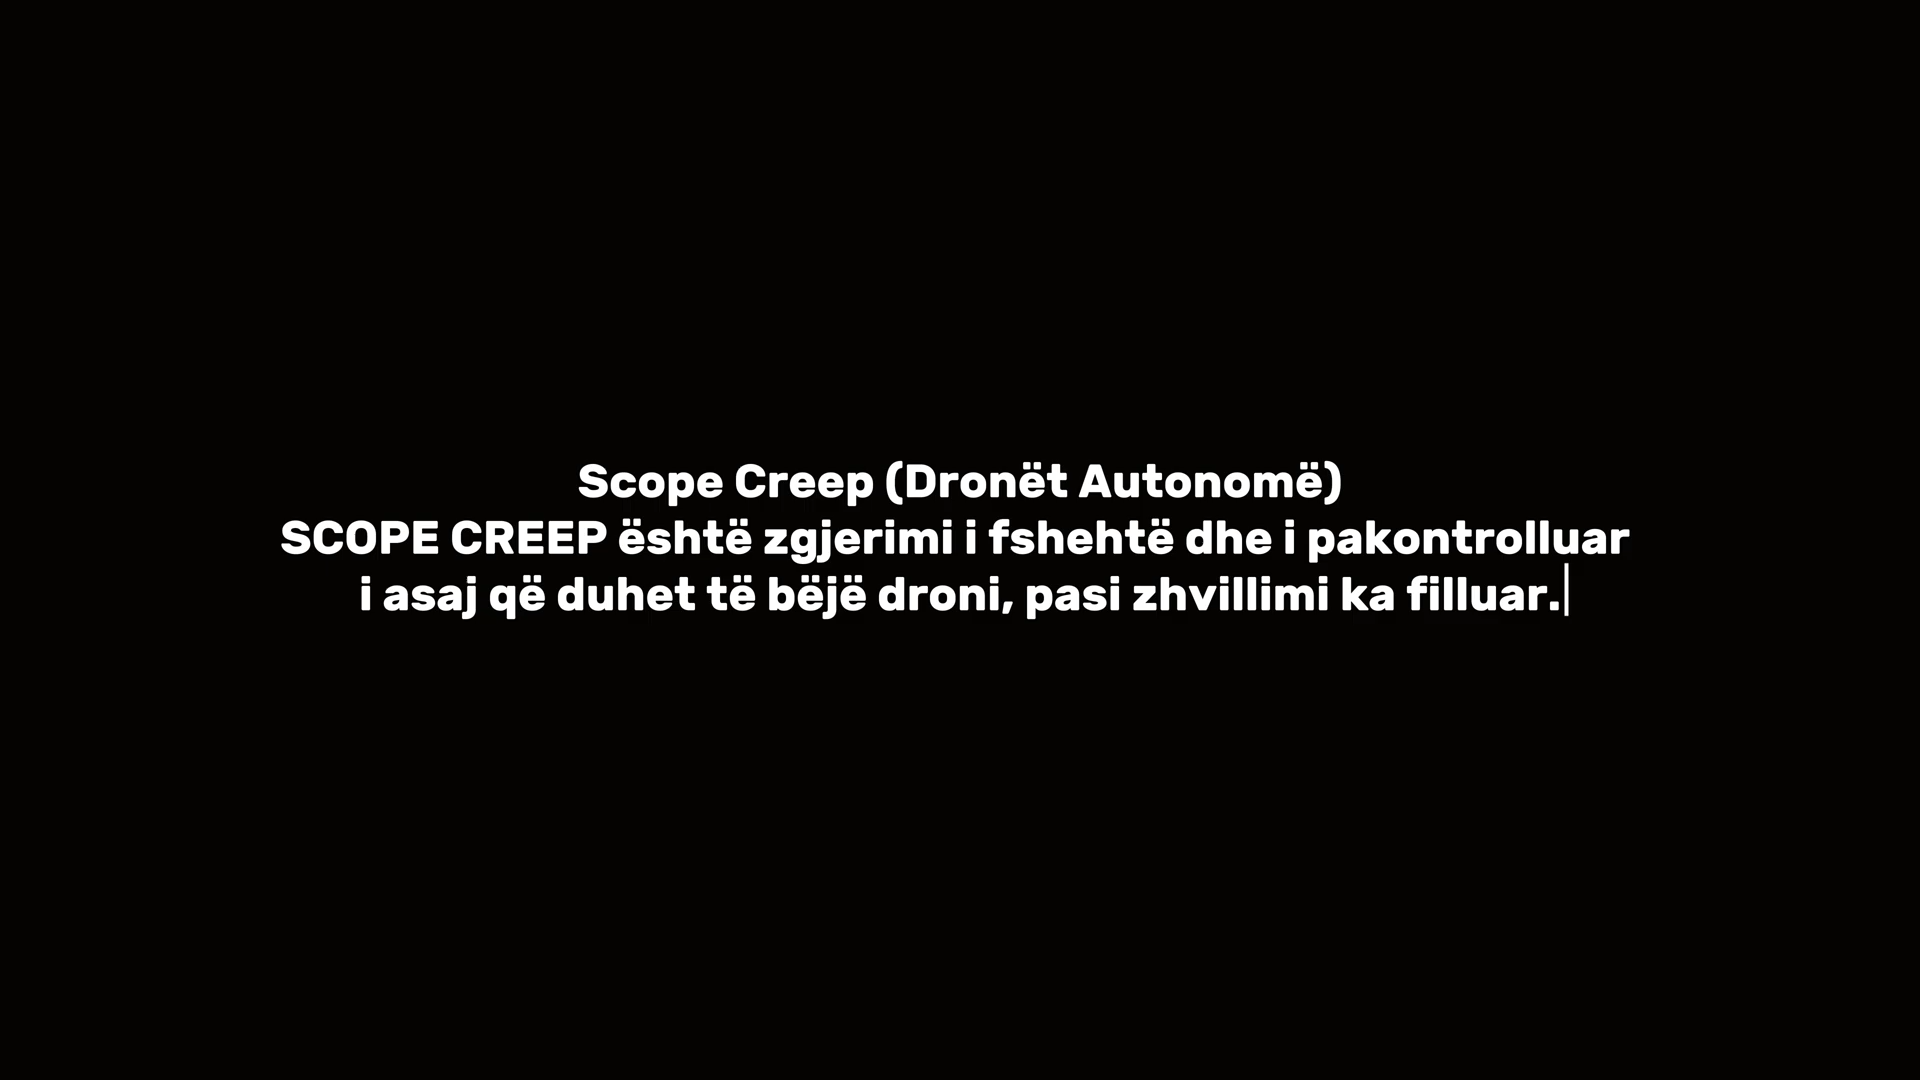 Scope Creep (Dronët Autonomë)
SCOPE CREEP është zgjerimi i fshehtë dhe i pakontrolluar
i asaj që duhet të bëjë droni, pasi zhvillimi ka filluar.